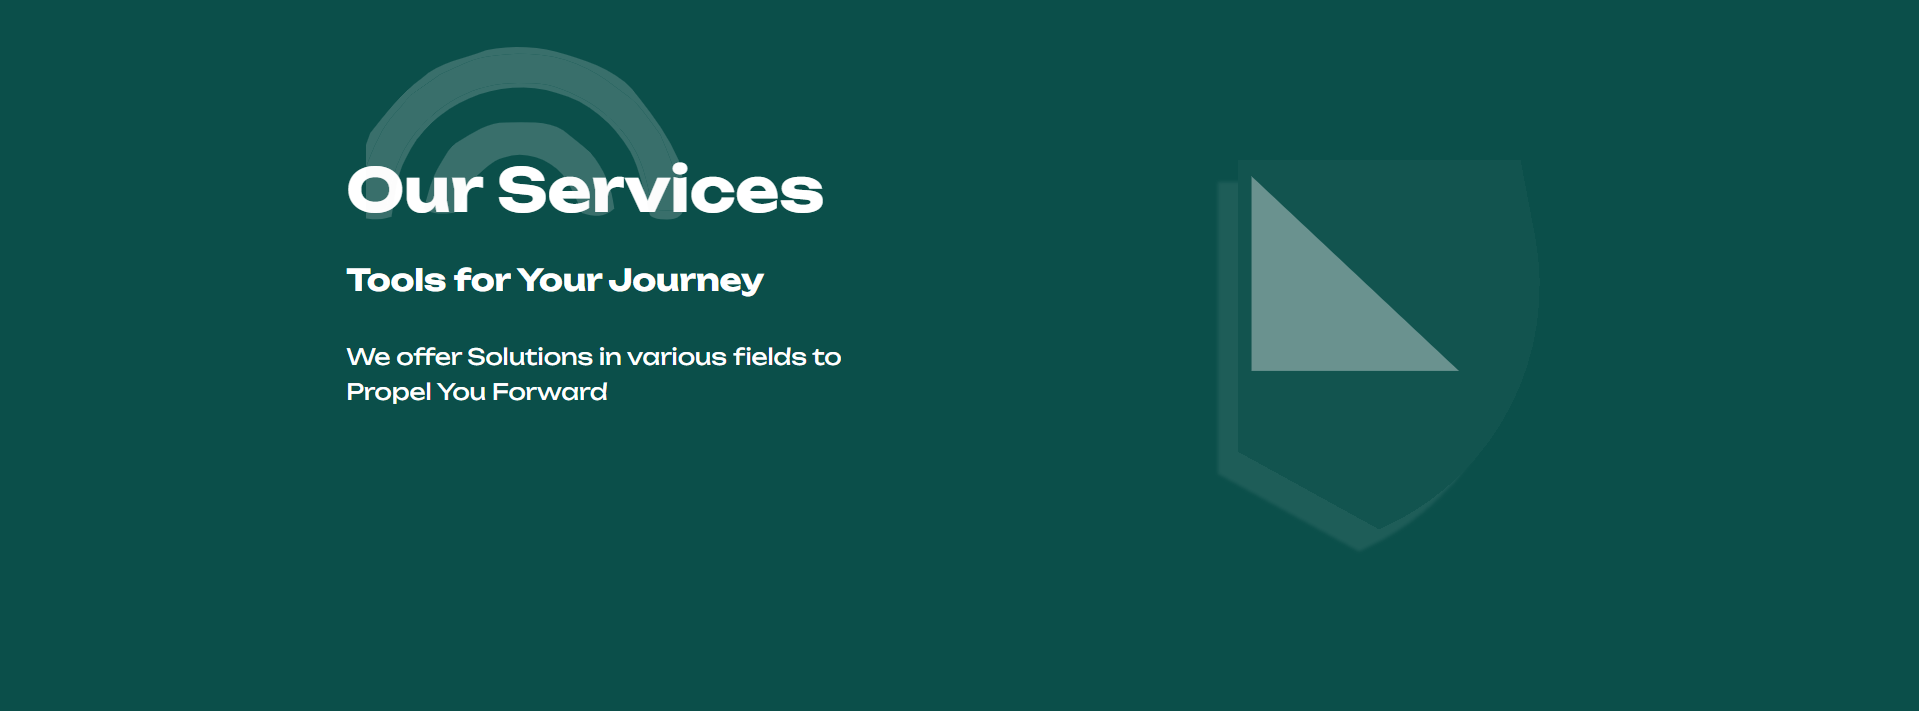 Our Services
Tools for Your Journey
We offer Solutions in various fields to
Propel You Forward